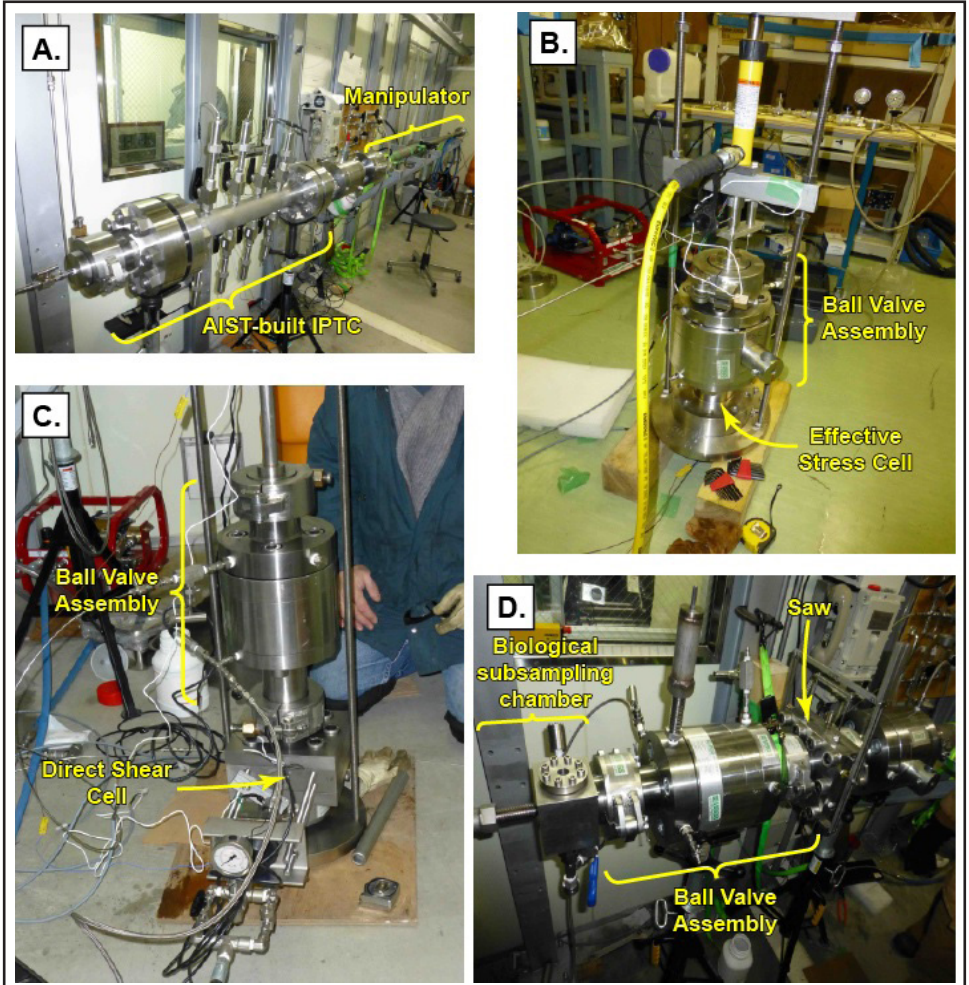 A.
Manipulator
AIST-built IPTC
B.
Ball Valve
Assembly
Effective
Stress Cell
C.
Ball Valve
Assembly
Direct Shear
Cell
D.
Saw
Biological
subsampling
chamber
Ball Valve
Assembly